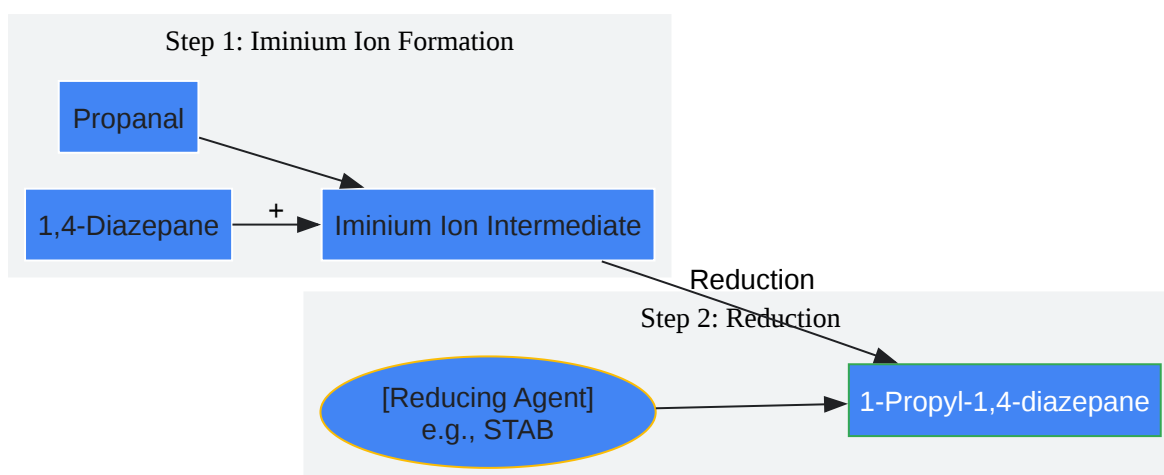 Step 1: Iminium Ion Formation
Propanal
1,4-Diazepane
+
Iminium Ion Intermediate
Reduction
Step 2: Reduction
[Reducing Agent]
e.g., STAB
1-Propyl-1,4-diazepane